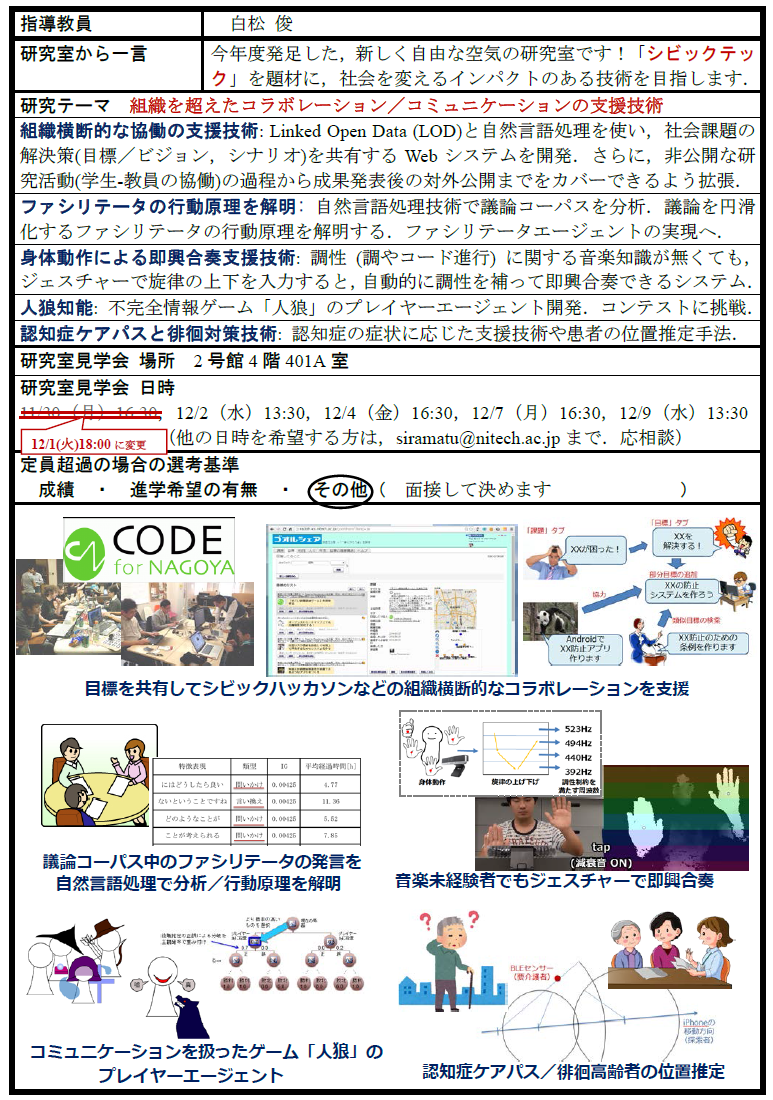 指導教員 白松 俊
研究室から一言 今年度発足した，新しく自由な空気の研究室です！「シビックテッ
ク」を題材に，社会を変えるインパクトのある技術を目指します．
研究テーマ 組織を超えたコラボレーション／コミュニケーションの支援技術
組織横断的な協働の支援技術: Linked Open Data (LOD)と自然言語処理を使い，社会課題の
解決策(目標／ビジョン，シナリオ)を共有する Web システムを開発．さらに，非公開な研
究活動(学生-教員の協働)の過程から成果発表後の対外公開までをカバーできるよう拡張．
ファシリテータの行動原理を解明: 自然言語処理技術で議論コーパスを分析．議論を円滑
化するファシリテータの行動原理を解明する．ファシリテータエージェントの実現へ．
身体動作による即興合奏支援技術: 調性 (調やコード進行) に関する音楽知識が無くても，
ジェスチャーで旋律の上下を入力すると，自動的に調性を補って即興合奏できるシステム．
人狼知能: 不完全情報ゲーム「人狼」のプレイヤーエージェント開発．コンテストに挑戦．
認知症ケアパスと徘徊対策技術: 認知症の症状に応じた支援技術や患者の位置推定手法．
研究室見学会 場所 2 号館 4 階 401A 室
研究室見学会 日時
11/30（月）16:30， 12/2（水）13:30，12/4（金）16:30，12/7（月）16:30，12/9（水）13:30
12/1(火)18:00 に変更
（他の日時を希望する方は，siramatu@nitech.ac.jp まで．応相談）
定員超過の場合の選考基準
成績 ・ 進学希望の有無 ・ その他（ 面接して決めます ）
CODE
for NAGOYA
ゴオルシェア
「課題」タブ
「目標」タブ
XXが困った！
XXを
解決する！
部分目標の追加
協力
XXの防止
システムを作ろう
類似目標の検索
Androidで
XX防止アプリ
作ります
XX防止のための
条例を作ります
目標を共有してシビックハッカソンなどの組織横断的なコラボレーションを支援
特徴表現 類型 IG 平均経過時間[h]
にはどうしたら良い 問いかけ 0.00425 4.77
ないということですね 言い換え 0.00425 11.36
どのようなことが 問いかけ 0.00425 5.52
ことが考えられる 問いかけ 0.00425 7.85
議論コーパス中のファシリテータの発言を
自然言語処理で分析／行動原理を解明
523Hz
494Hz
440Hz
392Hz
身体動作
旋律の上げ下げ
調性制約を
満たす周波数
tap
(減衰音 ON)
音楽未経験者でもジェスチャーで即興合奏
嘘
真
コミュニケーションを扱ったゲーム「人狼」の
プレイヤーエージェント
BLEセンサー
(要介護者)
iPhoneの
移動方向
(探索者)
認知症ケアパス／徘徊高齢者の位置推定